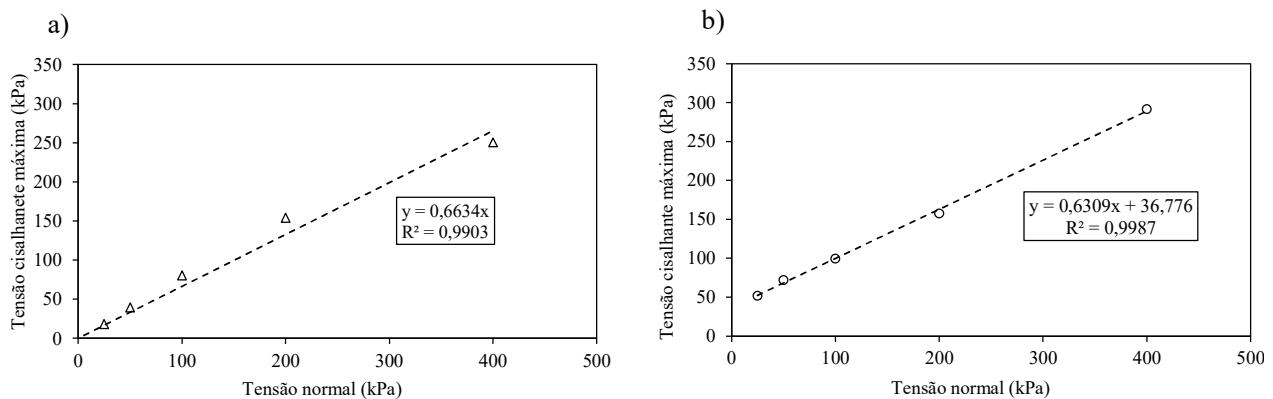 a)
350
300
250
200
150
100
50
0
Tensão cisalhanete máxima (kPa)
y = 0,6634x
R² = 0,9903
0 100 200 300 400 500
Tensão normal (kPa)
b)
350
300
250
200
150
100
50
0
Tensão cisalhante máxima (kPa)
y = 0,6309x + 36,776
R² = 0,9987
0 100 200 300 400 500
Tensão normal (kPa)